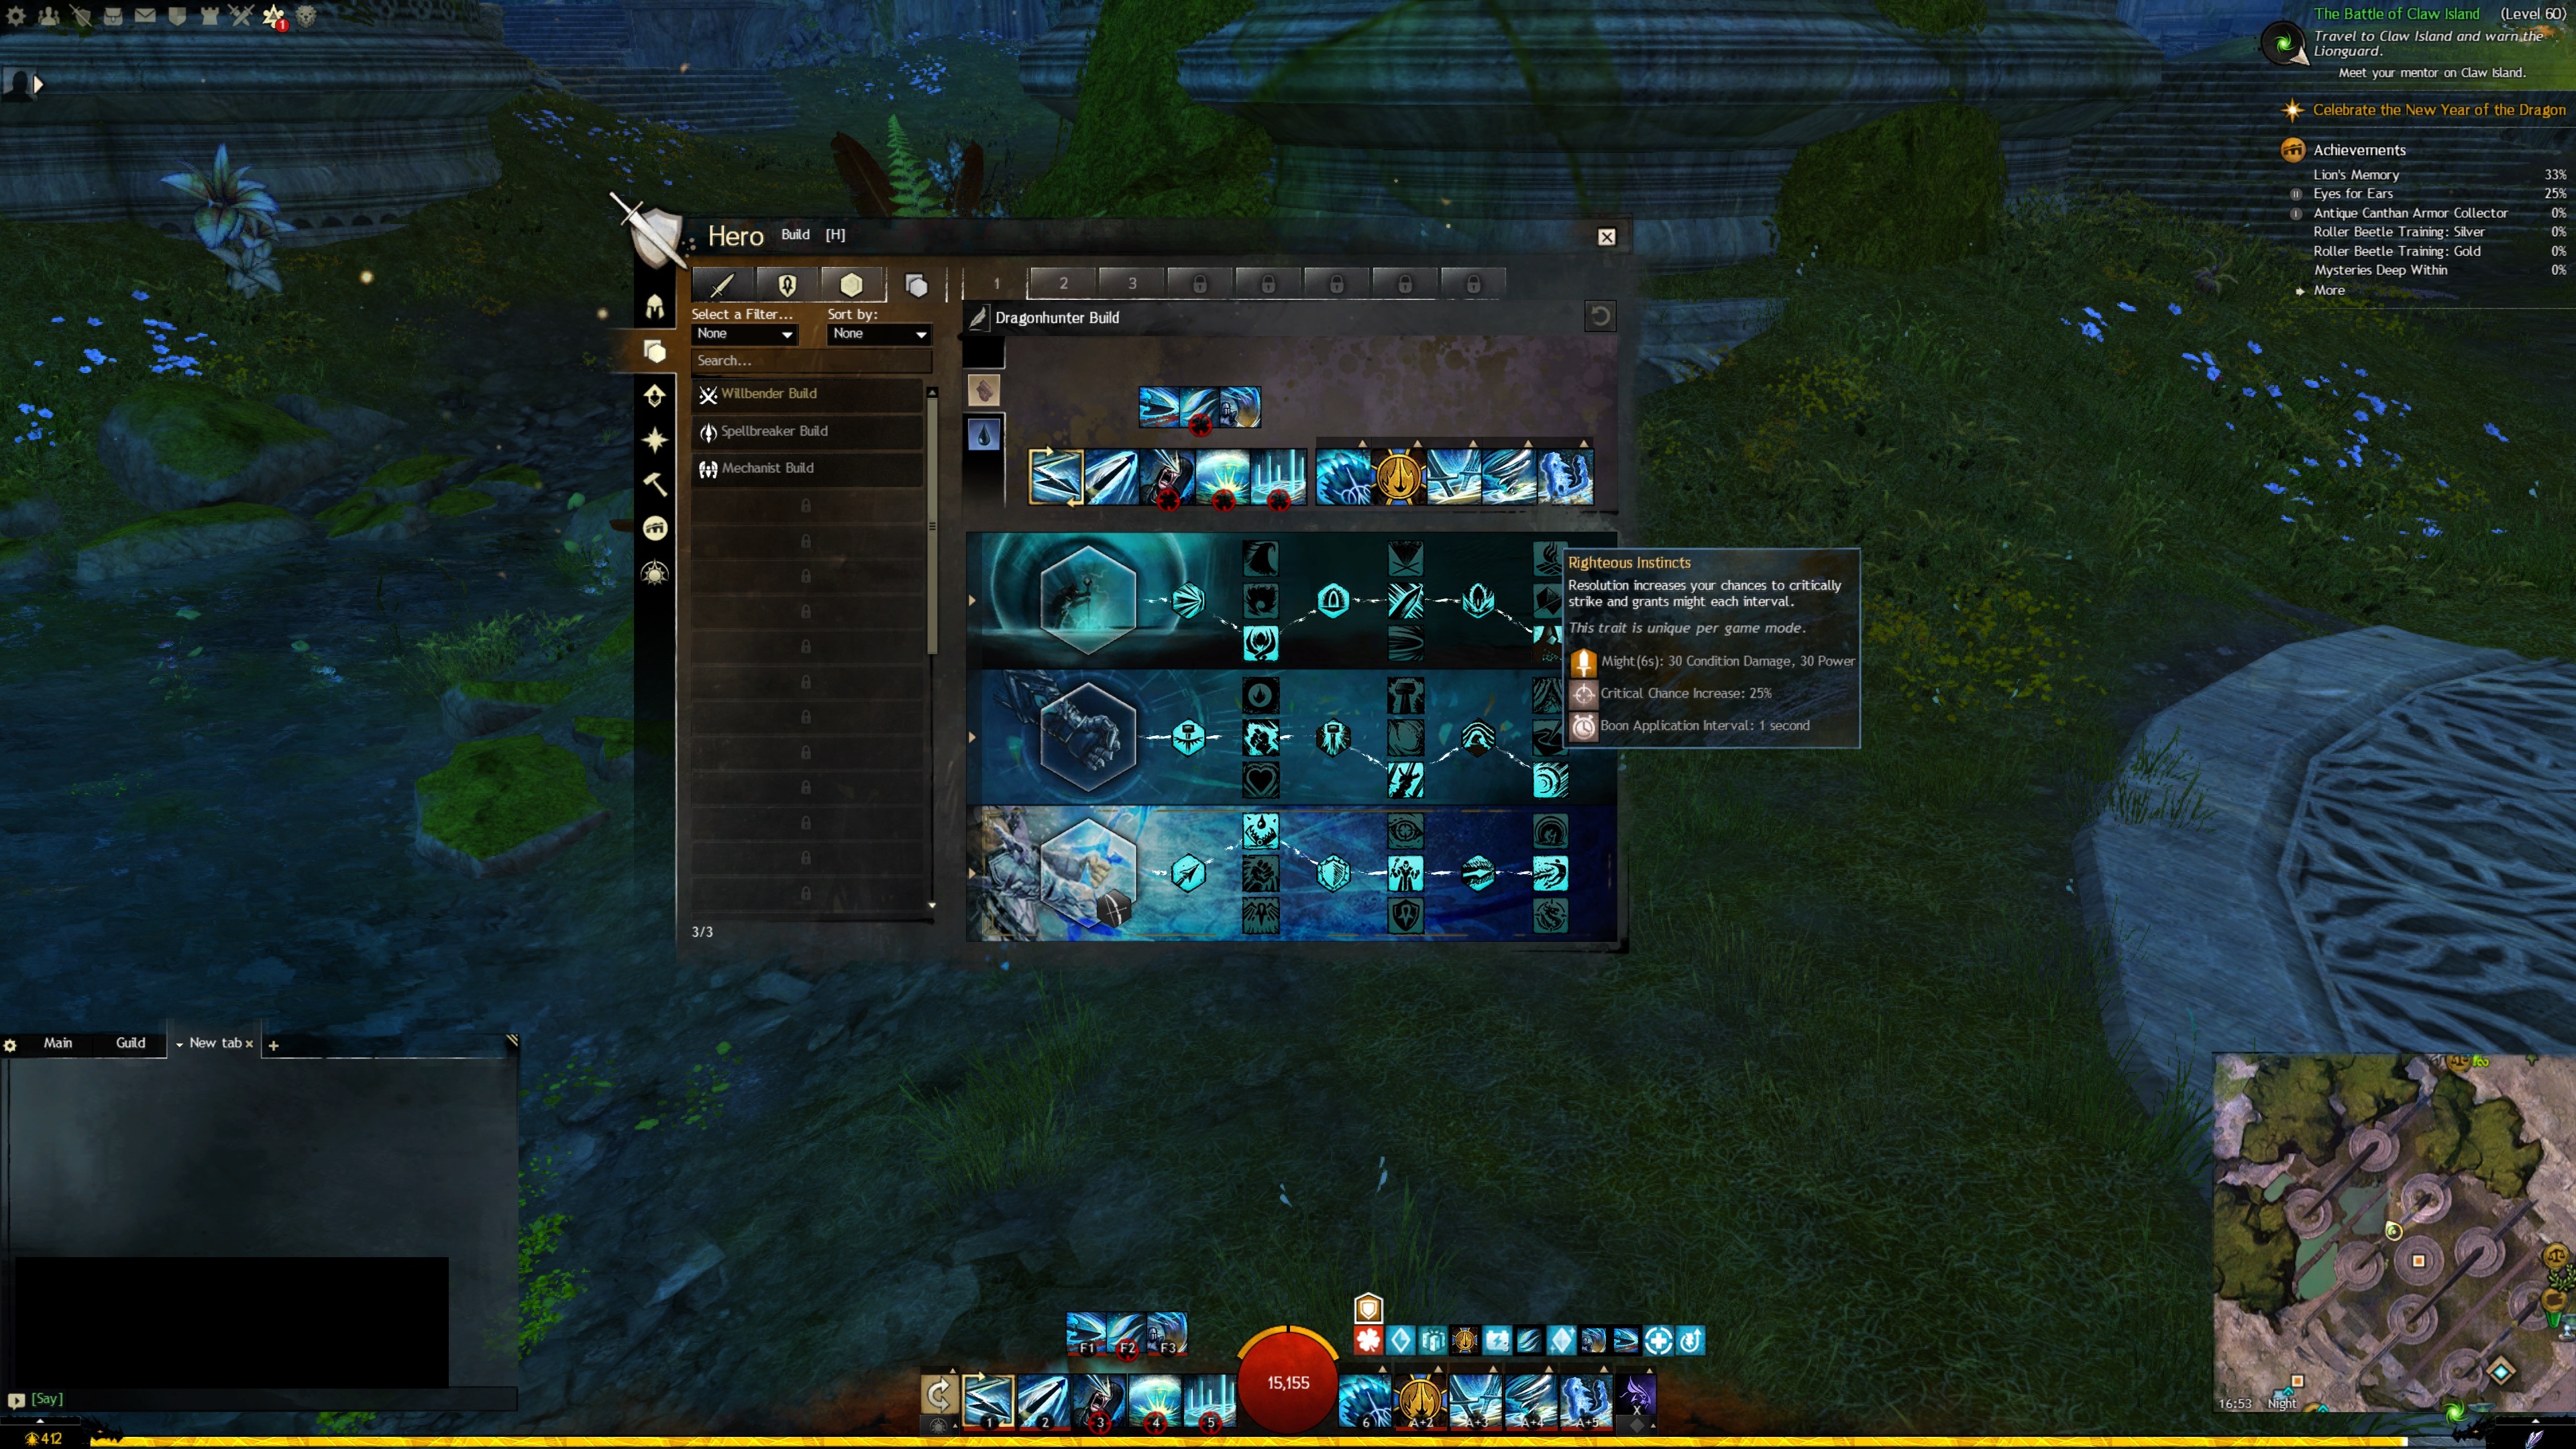 1
The Battle of Claw Island (Level 60)
Travel to Claw Island and warn the
Lionguard.
Meet your mentor on Claw Island.
Celebrate the New Year of the Dragon
Achievements
Lion's Memory 33%
Eyes for Ears 25%
Antique Canthan Armor Collector 0%
Roller Beetle Training: Silver 0%
Roller Beetle Training: Gold 0%
Mysteries Deep Within 0%
More
Hero Build [H]
1 2 3
Select a Filter... Sort by:
None None
Search...
Dragonhunter Build
Willbender Build
Spellbreaker Build
Mechanist Build
3/3
Righteous Instincts
Resolution increases your chances to critically
strike and grants might each interval.
This trait is unique per game mode.
Might(6s): 30 Condition Damage, 30 Power
Critical Chance Increase: 25%
Boon Application Interval: 1 second
Main Guild New tab
[Say]
412
F1 F2 F3
1 2 3 4 5
15,155
6 A+2 A+3 A+4 A+5 X
16:53 Night